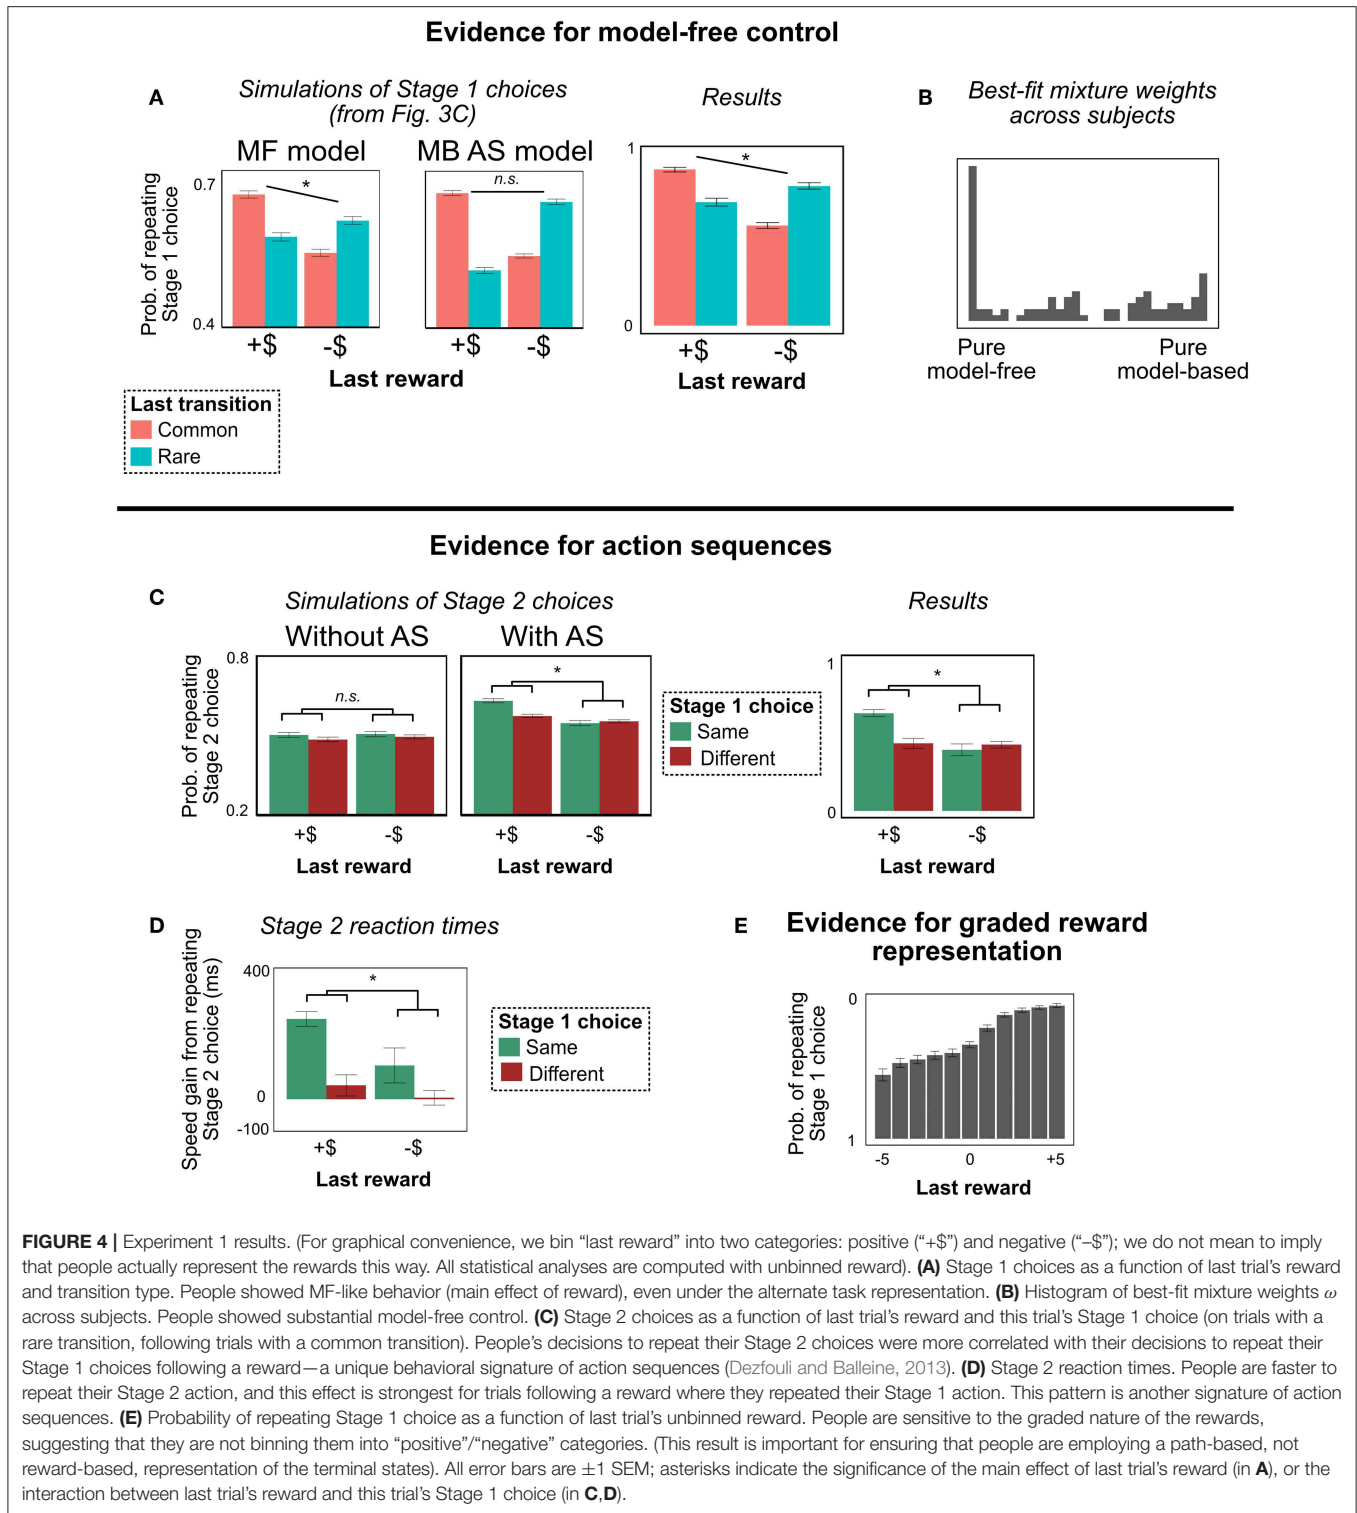 Evidence for model-free control
A
Simulations of Stage 1 choices
(from Fig. 3C)
MF model
MB AS model
Results
B
Best-fit mixture weights
across subjects
Prob. of repeating
Stage 1 choice
0.7
0.4
*
n.s.
1
0
*
+$
-$
+$
-$
Last reward
+$
-$
Last reward
Pure
model-free
Pure
model-based
Last transition
Common
Rare
Evidence for action sequences
C
Simulations of Stage 2 choices
Without AS
With AS
Results
Prob. of repeating
Stage 2 choice
0.8
0.2
n.s.
*
Stage 1 choice
Same
Different
1
0
*
+$
-$
Last reward
+$
-$
Last reward
+$
-$
Last reward
D
Stage 2 reaction times
Speed gain from repeating
Stage 2 choice (ms)
400
0
-100
*
+$
-$
Last reward
Stage 1 choice
Same
Different
E
Evidence for graded reward
representation
Prob. of repeating
Stage 1 choice
0
1
-5
0
+5
Last reward
FIGURE 4 | Experiment 1 results. (For graphical convenience, we bin “last reward” into two categories: positive (“+$”) and negative (“–$”); we do not mean to imply
that people actually represent the rewards this way. All statistical analyses are computed with unbinned reward). (A) Stage 1 choices as a function of last trial’s reward
and transition type. People showed MF-like behavior (main effect of reward), even under the alternate task representation. (B) Histogram of best-fit mixture weights ω
across subjects. People showed substantial model-free control. (C) Stage 2 choices as a function of last trial’s reward and this trial’s Stage 1 choice (on trials with a
rare transition, following trials with a common transition). People’s decisions to repeat their Stage 2 choices were more correlated with their decisions to repeat their
Stage 1 choices following a reward—a unique behavioral signature of action sequences (Dezfouli and Balleine, 2013). (D) Stage 2 reaction times. People are faster to
repeat their Stage 2 action, and this effect is strongest for trials following a reward where they repeated their Stage 1 action. This pattern is another signature of action
sequences. (E) Probability of repeating Stage 1 choice as a function of last trial’s unbinned reward. People are sensitive to the graded nature of the rewards,
suggesting that they are not binning them into “positive”/“negative” categories. (This result is important for ensuring that people are employing a path-based, not
reward-based, representation of the terminal states). All error bars are ±1 SEM; asterisks indicate the significance of the main effect of last trial’s reward (in A), or the
interaction between last trial’s reward and this trial’s Stage 1 choice (in C,D).